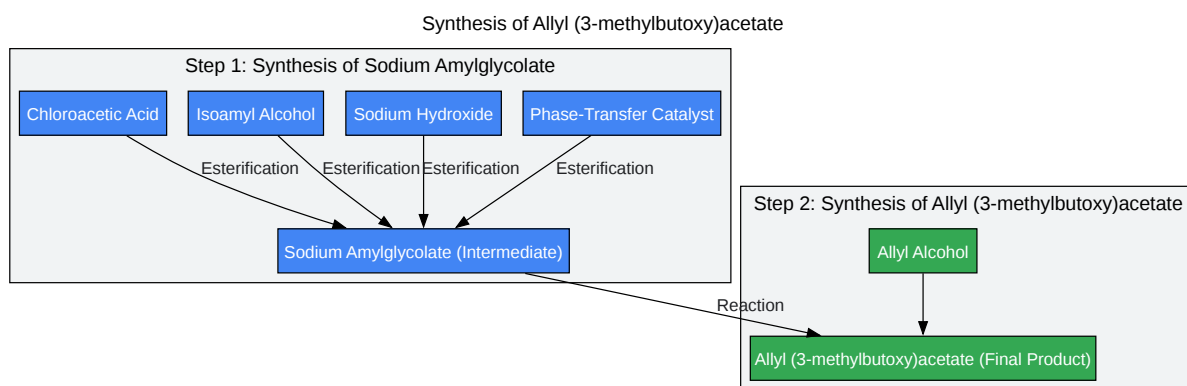 Synthesis of Allyl (3-methylbutoxy)acetate
Step 1: Synthesis of Sodium Amylglycolate
Chloroacetic Acid
Isoamyl Alcohol
Sodium Hydroxide
Phase-Transfer Catalyst
Esterification
Esterification
Esterification
Esterification
Sodium Amylglycolate (Intermediate)
Step 2: Synthesis of Allyl (3-methylbutoxy)acetate
Allyl Alcohol
Reaction
Allyl (3-methylbutoxy)acetate (Final Product)